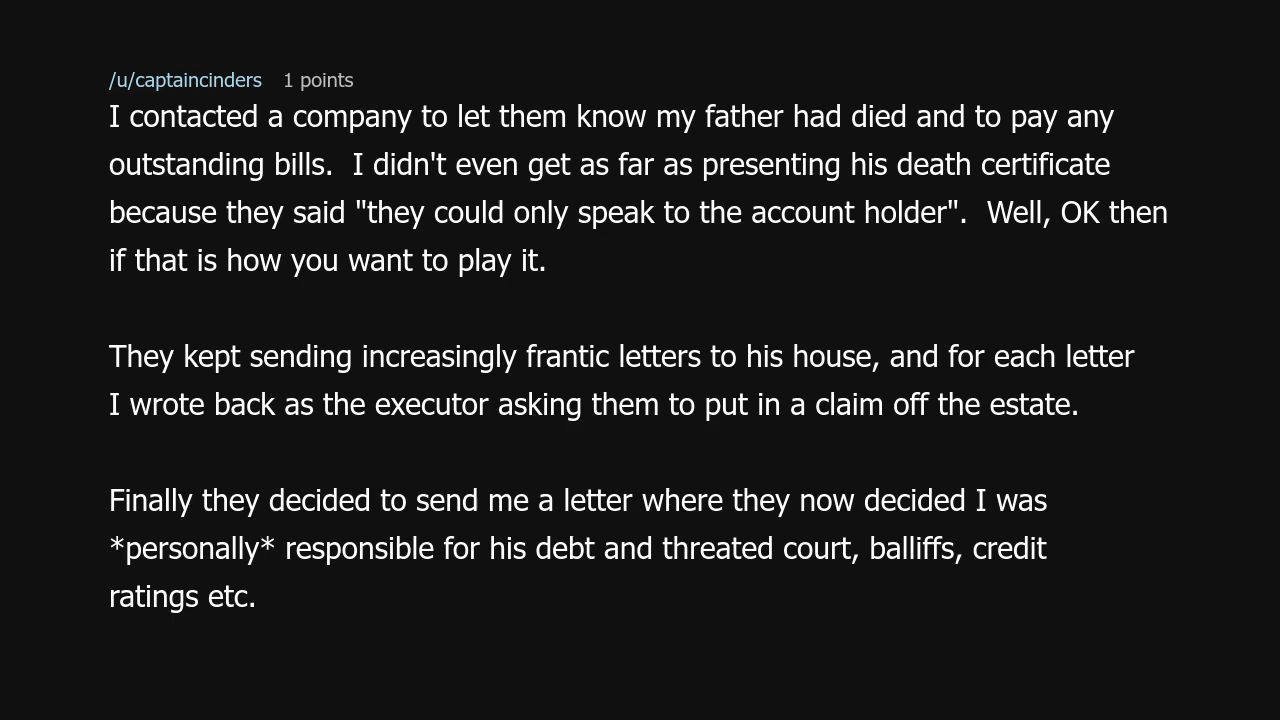 /u/captaincinders 1 points
I contacted a company to let them know my father had died and to pay any
outstanding bills.  I didn't even get as far as presenting his death certificate
because they said "they could only speak to the account holder".  Well, OK then
if that is how you want to play it.
They kept sending increasingly frantic letters to his house, and for each letter
I wrote back as the executor asking them to put in a claim off the estate.
Finally they decided to send me a letter where they now decided I was
*personally* responsible for his debt and threated court, balliffs, credit
ratings etc.